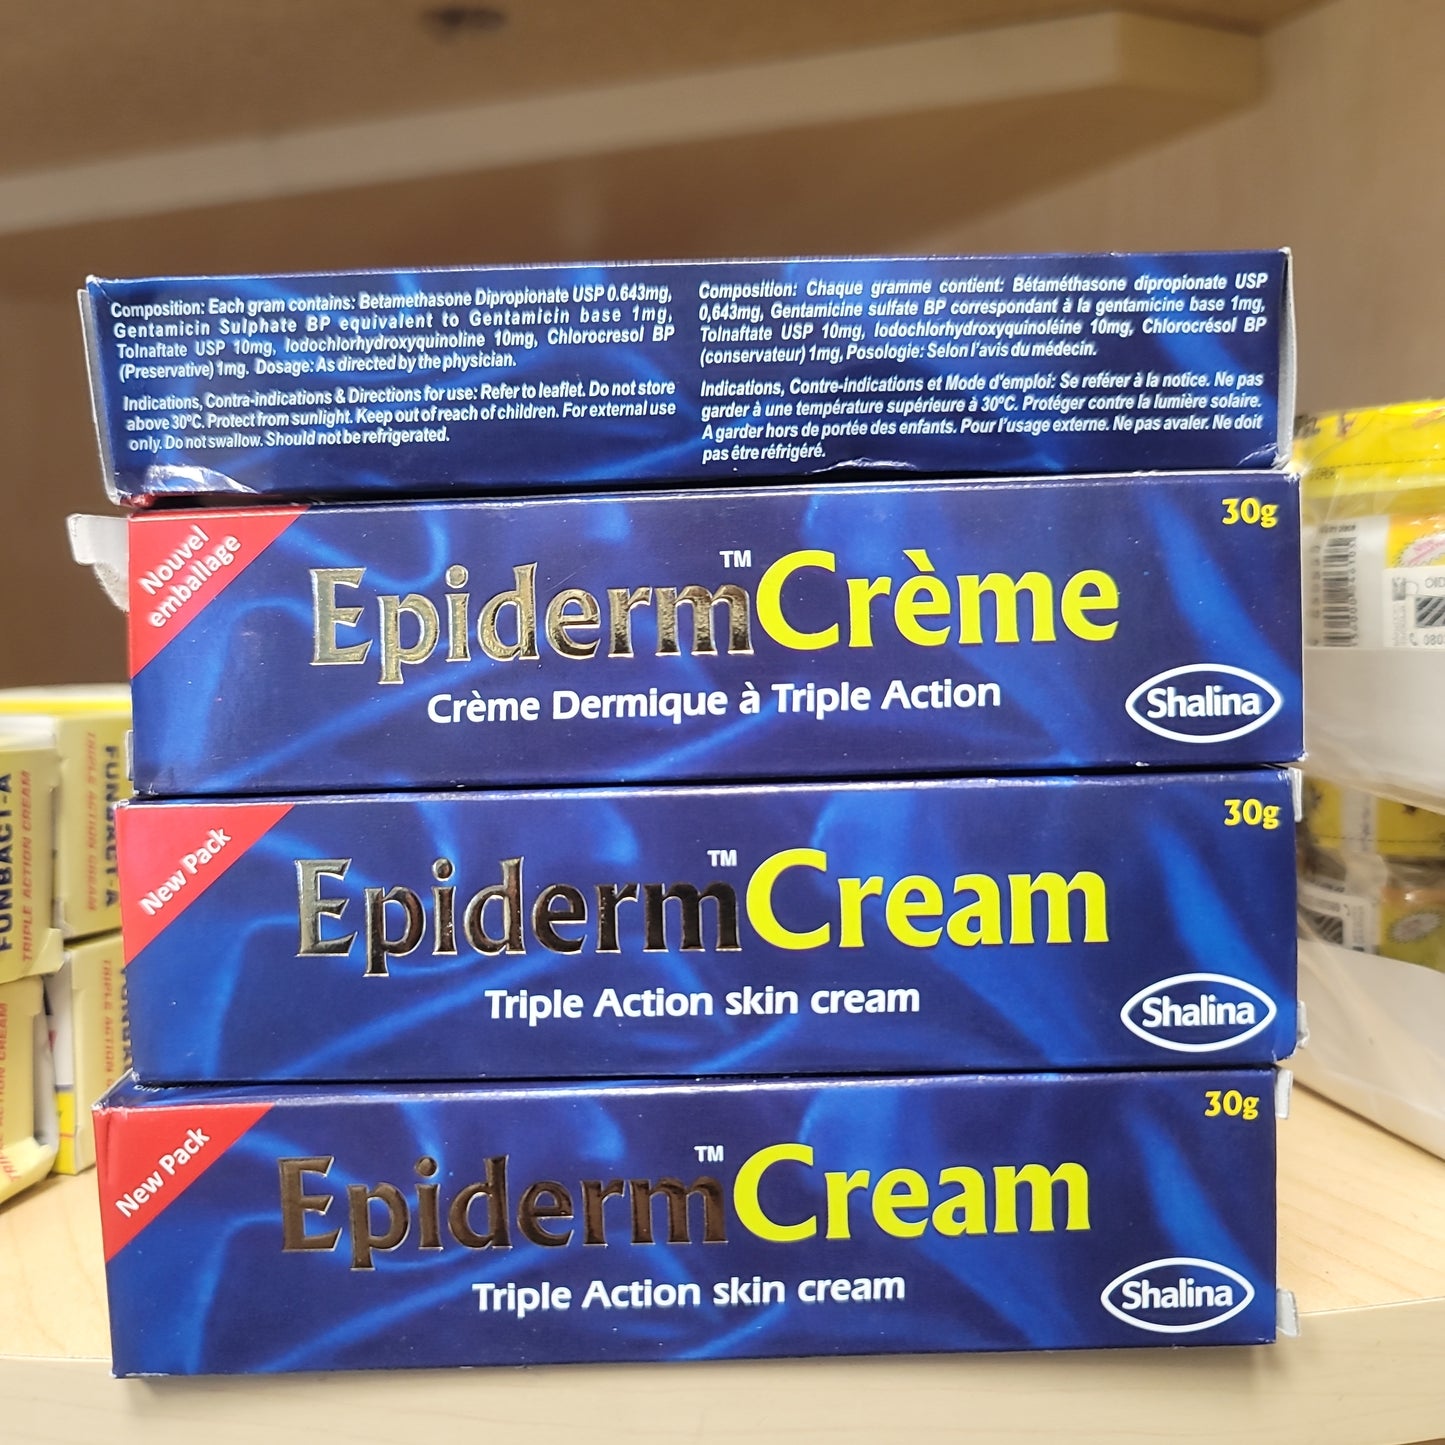 Composition: Each gram contains: Betamethasone Dipropionate USP 0.643mg,
Gentamicin Sulphate BP equivalent to Gentamicin base 1mg,
Tolnaftate USP 10mg, Iodochlorhydroxyquinoline 10mg, Chlorocresol BP
(Preservative) 1mg. Dosage: As directed by the physician.
Indications, Contra-indications & Directions for use: Refer to leaflet. Do not store
above 30°C. Protect from sunlight. Keep out of reach of children. For external use
only. Do not swallow. Should not be refrigerated.
Composition: Chaque gramme contient: Bétaméthasone dipropionate USP
0,643mg, Gentamicine sulfate BP correspondant à la gentamicine base 1mg,
Tolnaftate USP 10mg, Iodochlorhydroxyquinoléine 10mg, Chlorocrésol BP
(conservateur) 1mg, Posologie: Selon l'avis du médecin.
Indications, Contre-indications et Mode d'emploi: Se referér à la notice. Ne pas
garder à une température supérieure à 30°C. Protéger contre la lumière solaire.
A garder hors de portée des enfants. Pour l'usage externe. Ne pas avaler. Ne doit
pas être réfrigéré.
Nouvel
emballage
30g
Epiderm™ Crème
Crème Dermique à Triple Action
Shalina
New Pack
30g
Epiderm™ Cream
Triple Action skin cream
Shalina
New Pack
30g
Epiderm™ Cream
Triple Action skin cream
Shalina
FUNBACT-A
TRIPLE ACTION CREAM
FUNBACT-A
TRIPLE ACTION CREAM